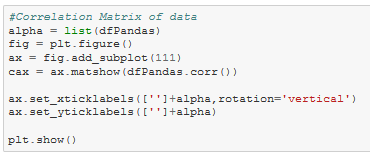 #Correlation Matrix of data
alpha = list(dfPandas)
fig = plt.figure()
ax = fig.add_subplot(111)
cax = ax.matshow(dfPandas.corr())
ax.set_xticklabels(['']+alpha,rotation='vertical')
ax.set_yticklabels(['']+alpha)
plt.show()